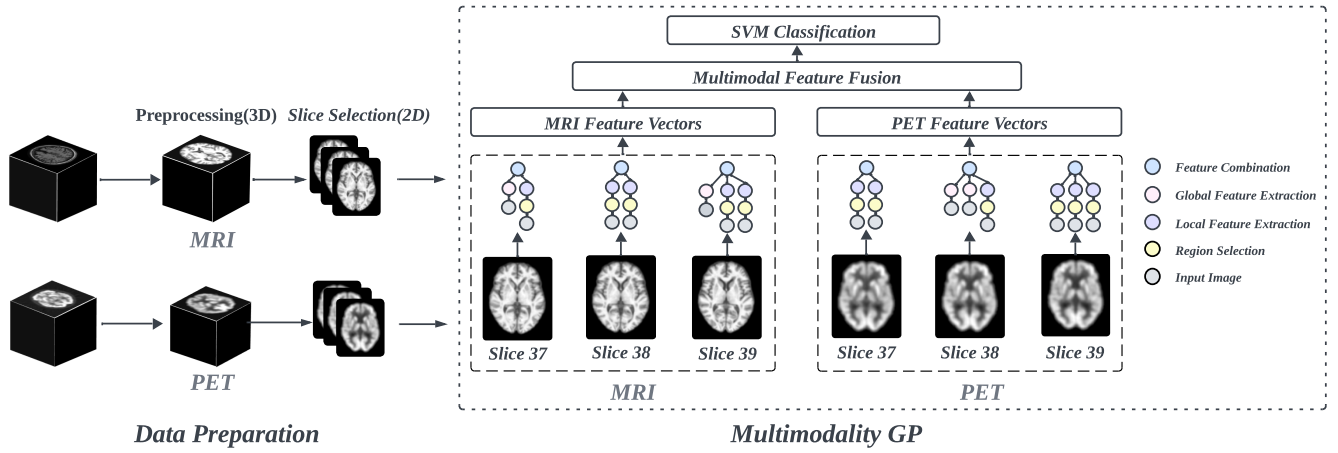 SVM Classification
Multimodal Feature Fusion
Preprocessing(3D) Slice Selection(2D)
MRI Feature Vectors
PET Feature Vectors
Feature Combination
Global Feature Extraction
Local Feature Extraction
Region Selection
Input Image
MRI
Slice 37 Slice 38 Slice 39
Slice 37 Slice 38 Slice 39
PET
MRI
PET
Data Preparation
Multimodality GP